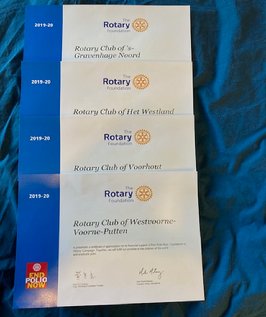 2019-20
The
Rotary
Foundation
Rotary Club of 's-
Gravenhage Noord
2019-20
The
Rotary
Foundation
Rotary Club of Het Westland
2019-20
The
Rotary
Foundation
Rotary Club of Voorhout
2019-20
The
Rotary
Foundation
Rotary Club of Westvoorne-
Voorne-Putten
END
POLIO
NOW